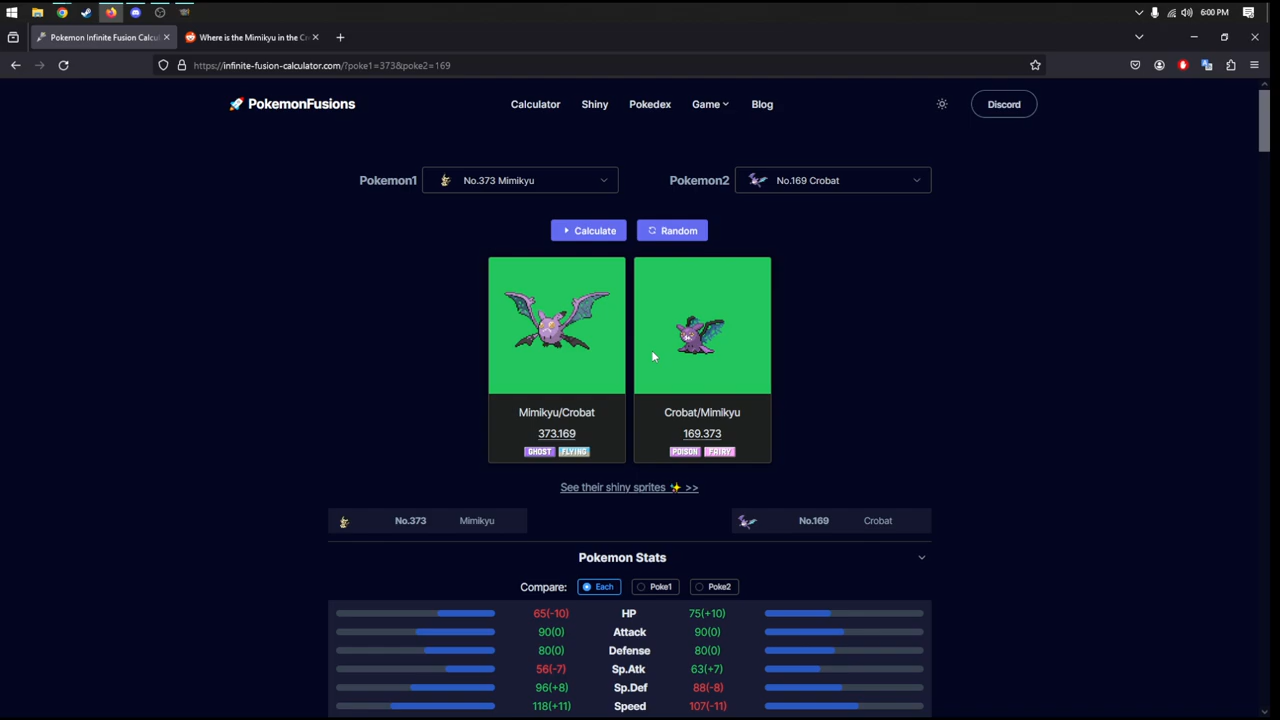 6:00 PM
Pokemon Infinite Fusion Calcul
Where is the Mimikyu in the C
https://infinite-fusion-calculator.com/?poke1=373&poke2=169
PokemonFusions
Calculator Shiny Pokedex Game Blog
Discord
Pokemon1 No.373 Mimikyu
Pokemon2 No.169 Crobat
Calculate Random
Mimikyu/Crobat Crobat/Mimikyu
373.169 169.373
GHOST FLYING POISON FAIRY
See their shiny sprites ✨ >>
No.373 Mimikyu No.169 Crobat
Pokemon Stats
Compare: Each Poke1 Poke2
65(-10) HP 75(+10)
90(0) Attack 90(0)
80(0) Defense 80(0)
56(-7) Sp.Atk 63(+7)
96(+8) Sp.Def 88(-8)
118(+11) Speed 107(-11)